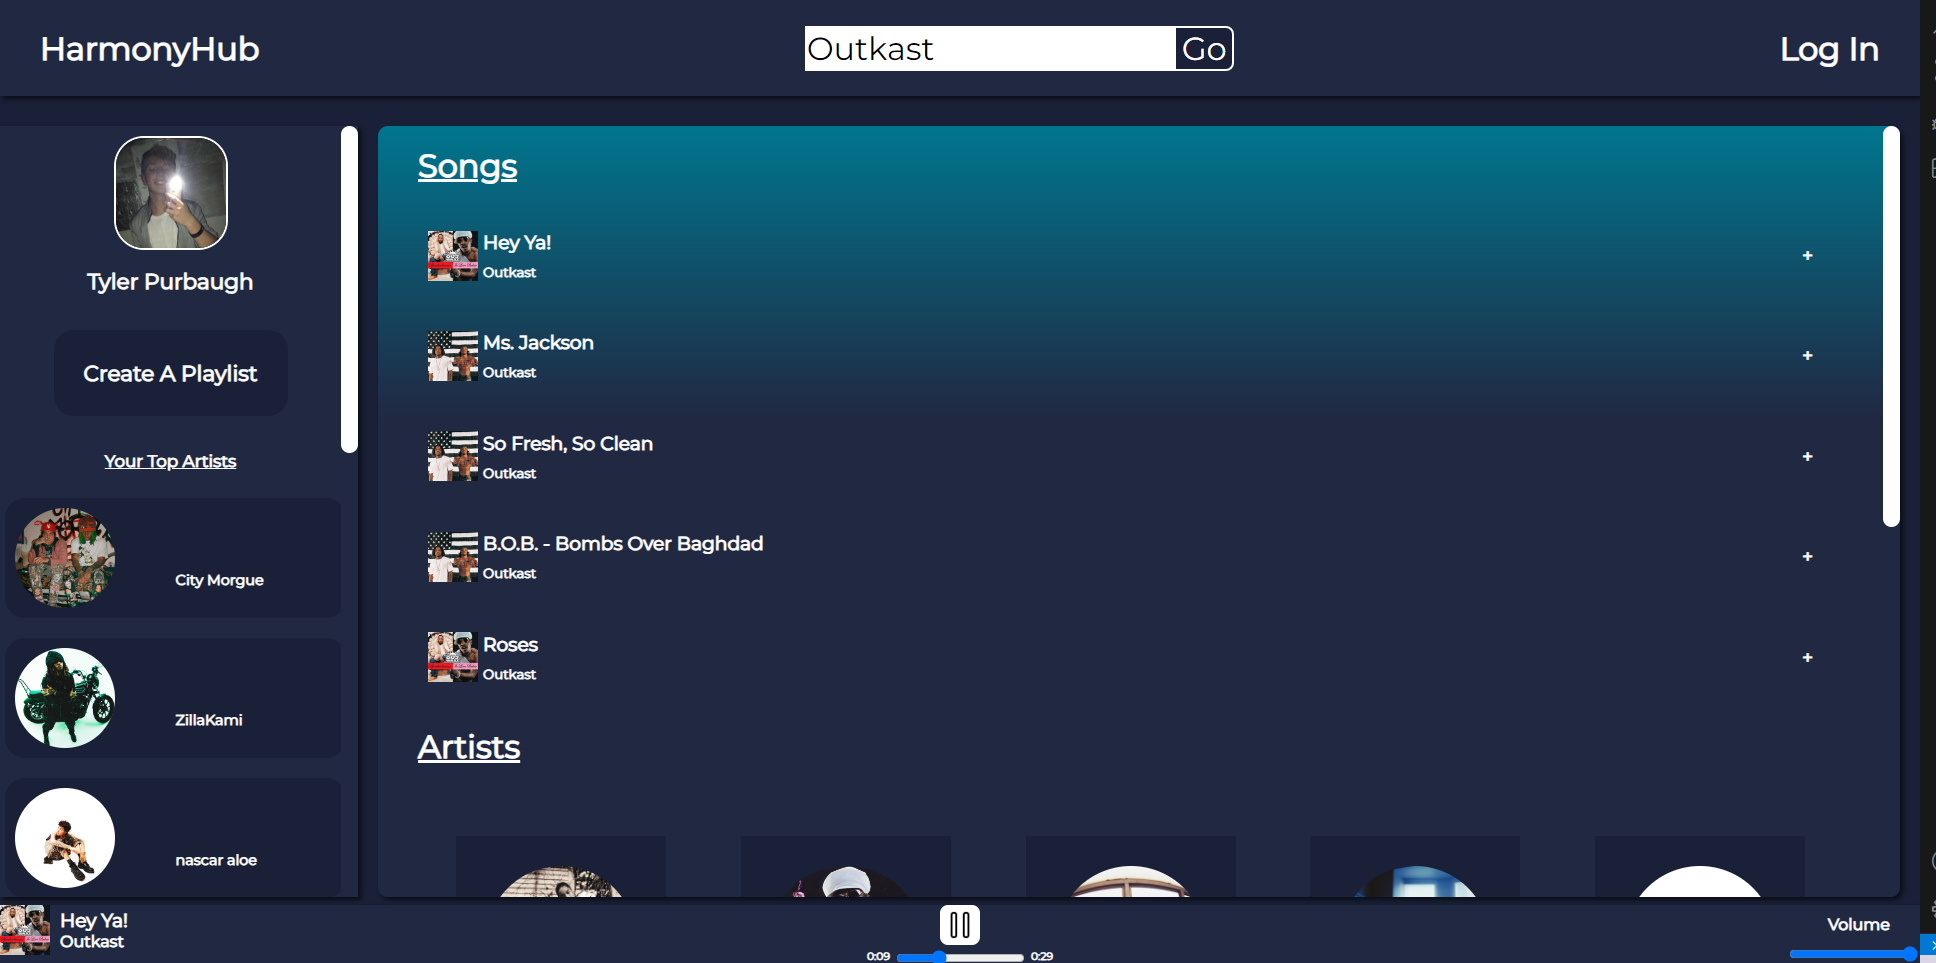 HarmonyHub
Outkast
Go
Log In
Tyler Purbaugh
Create A Playlist
Your Top Artists
City Morgue
ZillaKami
nascar aloe
Songs
Hey Ya!
Outkast
+
Ms. Jackson
Outkast
+
So Fresh, So Clean
Outkast
+
B.O.B. - Bombs Over Baghdad
Outkast
+
Roses
Outkast
+
Artists
Hey Ya!
Outkast
0:09
0:29
Volume